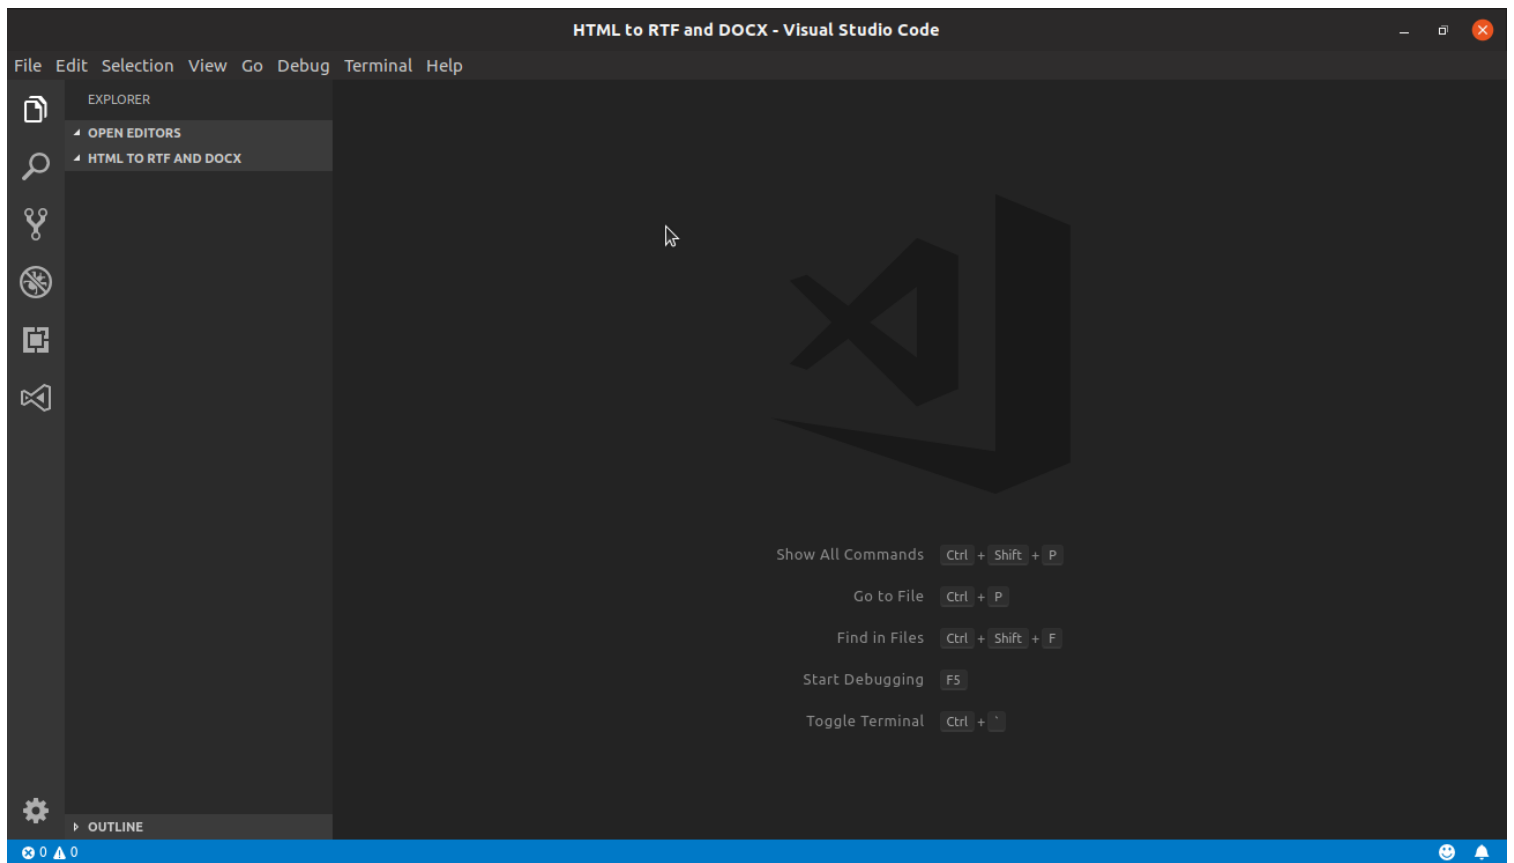 HTML to RTF and DOCX - Visual Studio Code
File Edit Selection View Go Debug Terminal Help
EXPLORER
OPEN EDITORS
HTML TO RTF AND DOCX
Show All Commands Ctrl + Shift + P
Go to File Ctrl + P
Find in Files Ctrl + Shift + F
Start Debugging F5
Toggle Terminal Ctrl + `
OUTLINE
0 0